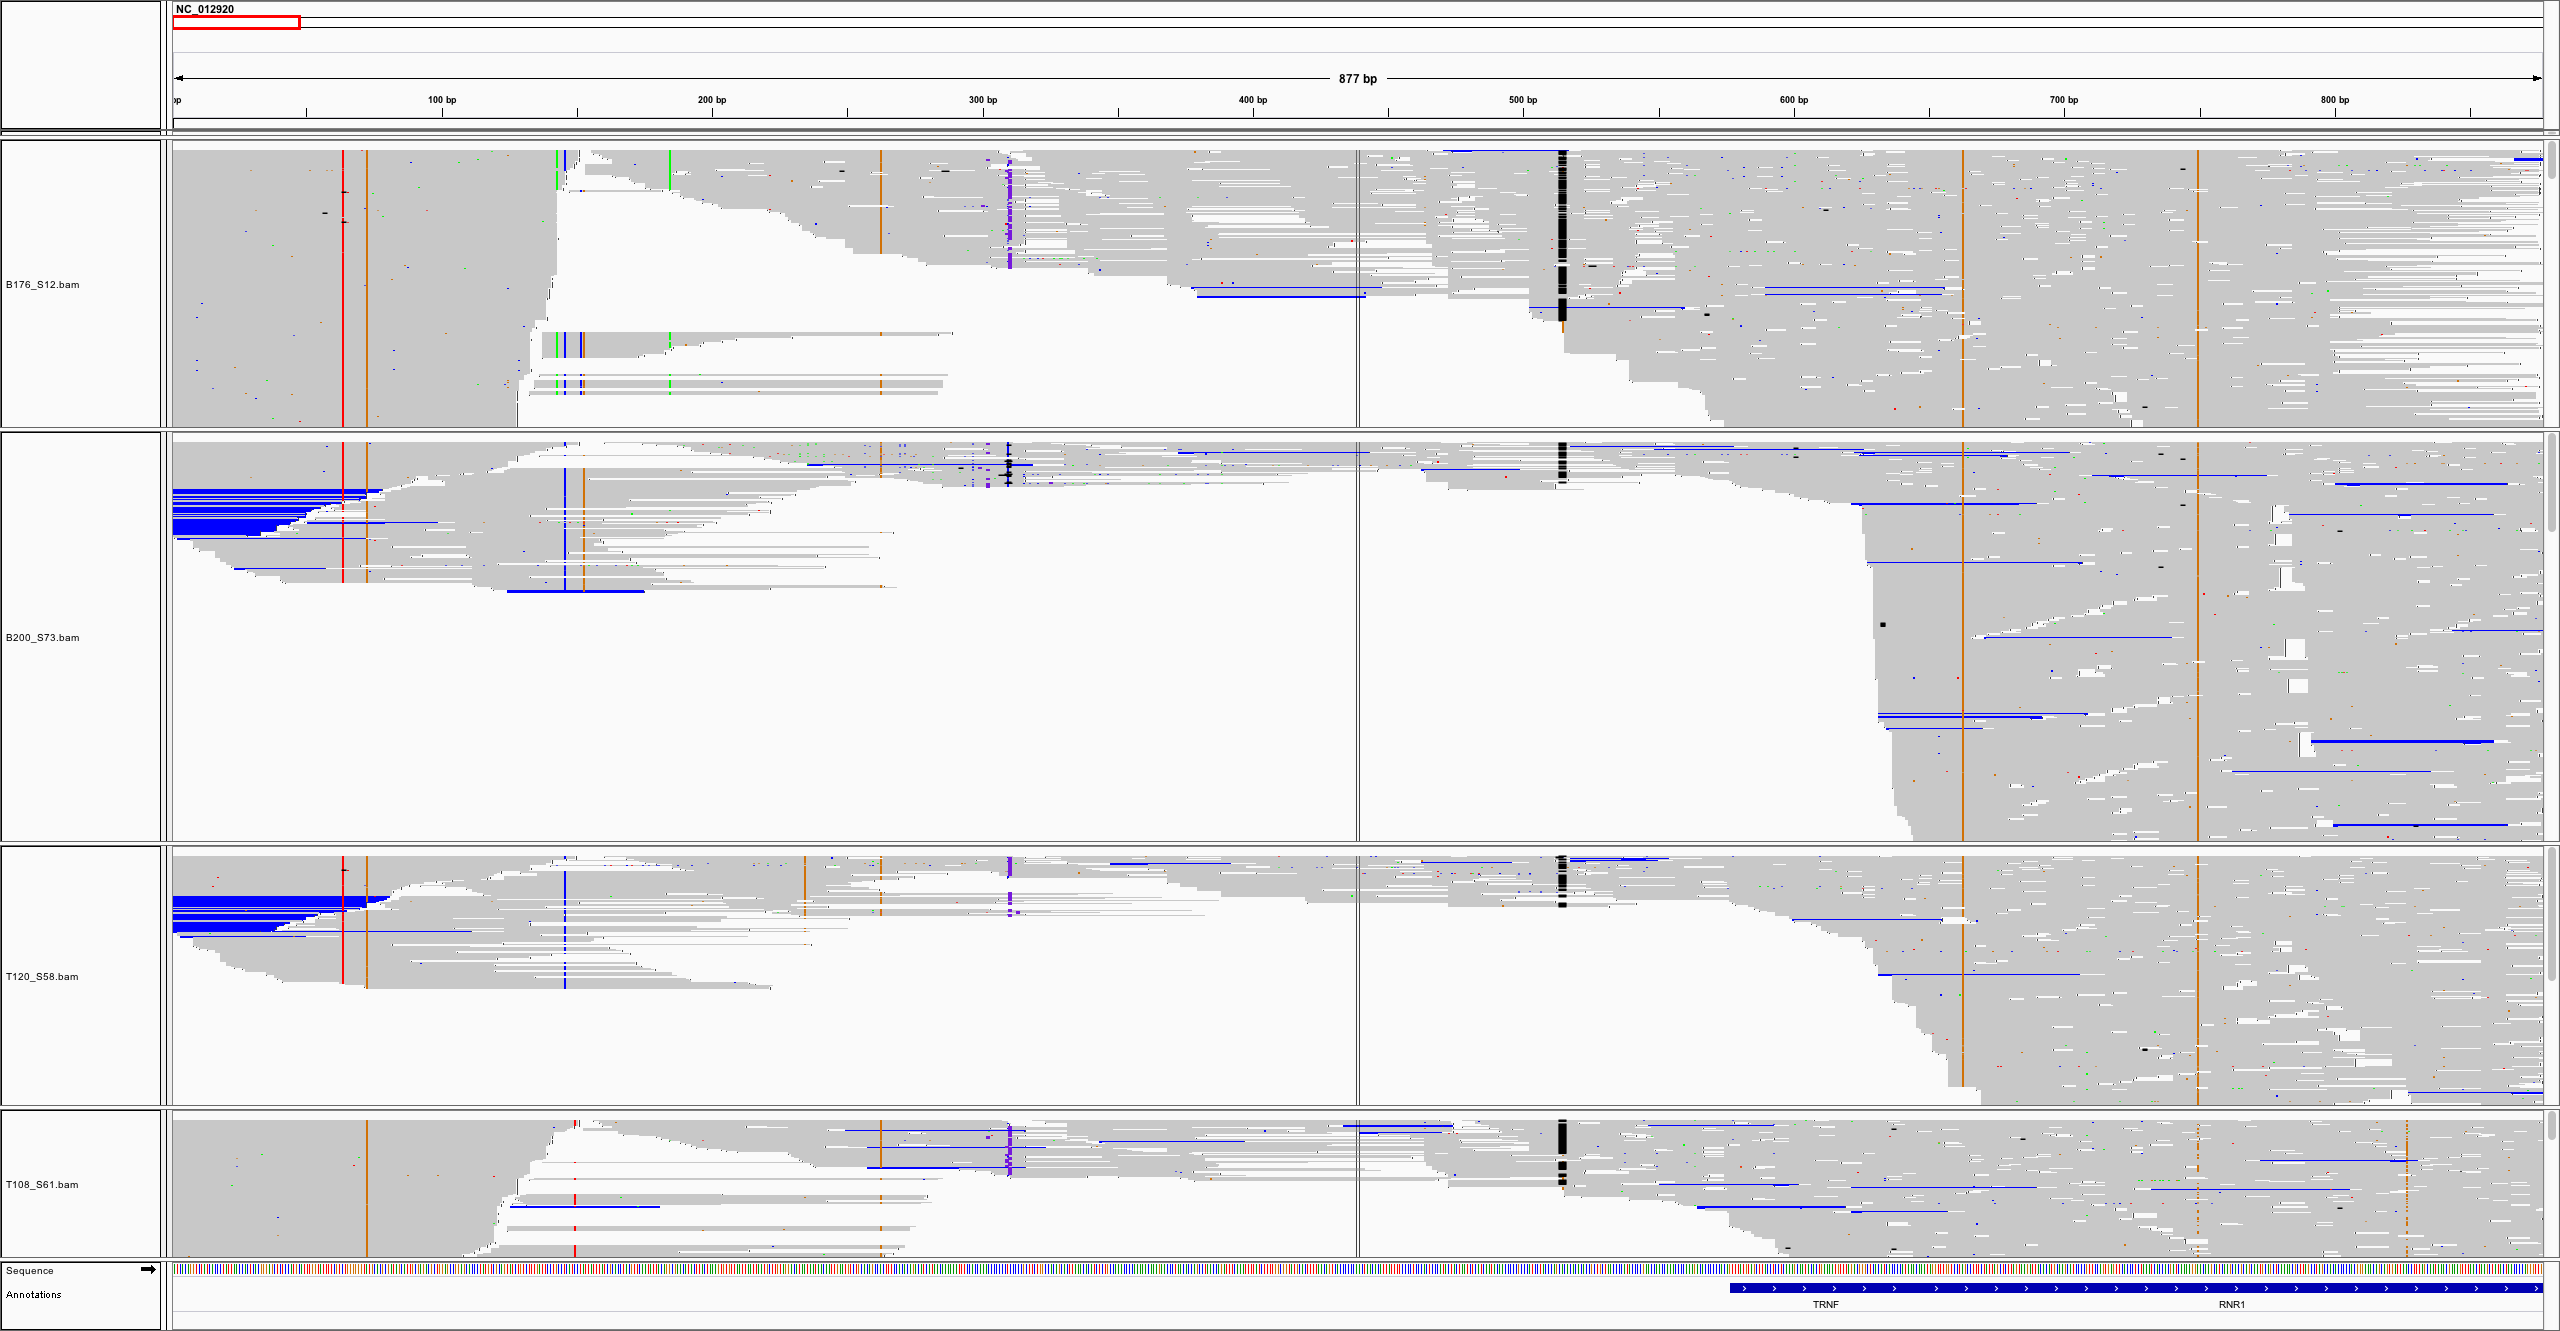 NC_012920
877 bp
bp 100 bp 200 bp 300 bp 400 bp 500 bp 600 bp 700 bp 800 bp
B176_S12.bam
B200_S73.bam
T120_S58.bam
T108_S61.bam
Sequence
Annotations
TRNF RNR1